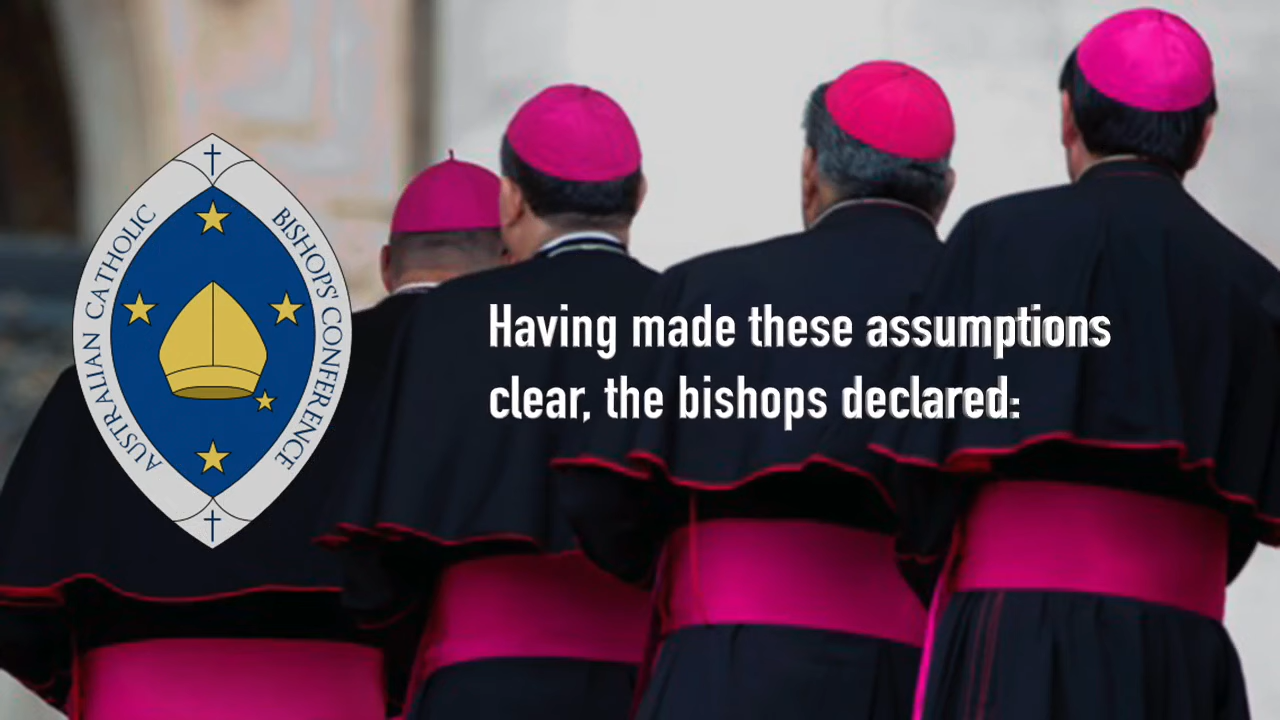 AUSTRALIAN CATHOLIC
BISHOPS' CONFERENCE
Having made these assumptions
clear, the bishops declared: